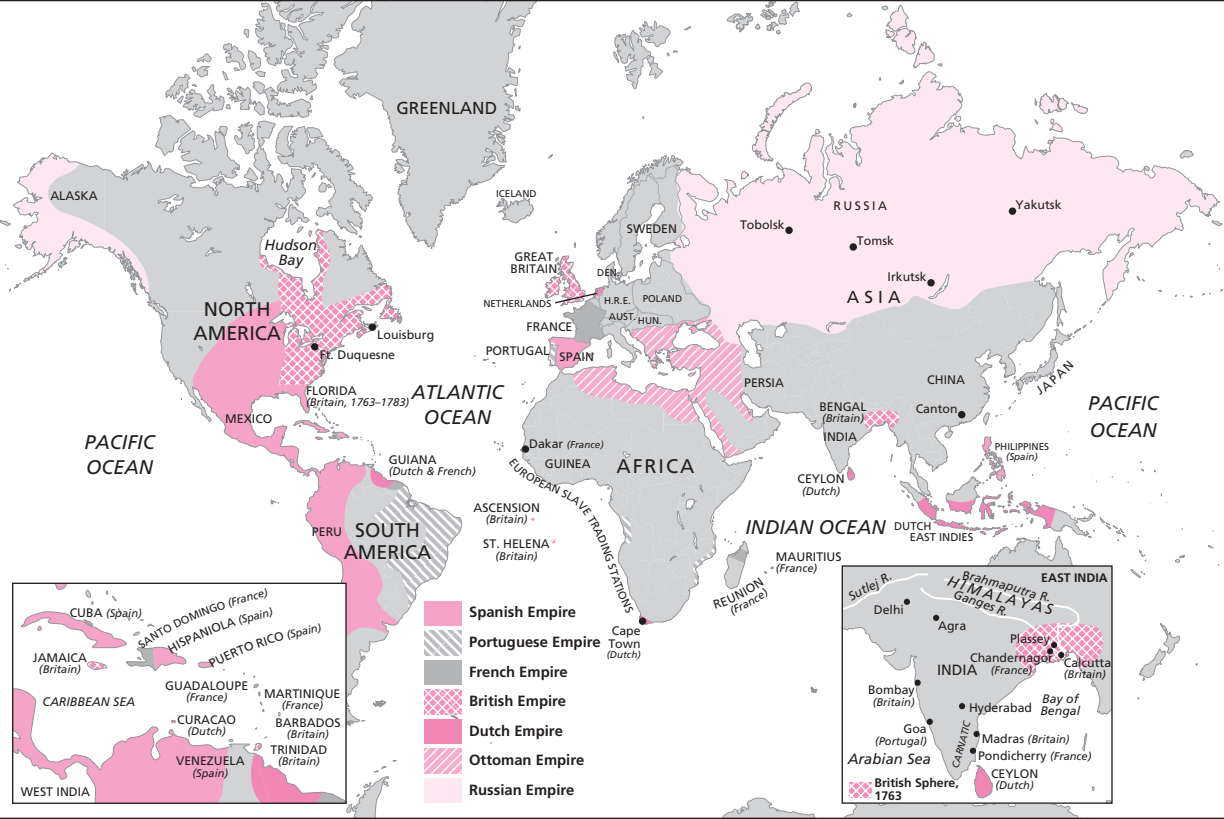 GREENLAND
ALASKA
ICELAND
RUSSIA
Yakutsk
Tobolsk
Tomsk
Irkutsk
ASIA
SWEDEN
Hudson
Bay
GREAT
BRITAIN
DEN.
NETHERLANDS
H.R.E.
POLAND
AUST.
HUN.
FRANCE
PORTUGAL
SPAIN
NORTH
AMERICA
Louisburg
Ft. Duquesne
FLORIDA
(Britain, 1763–1783)
ATLANTIC
OCEAN
MEXICO
PACIFIC
OCEAN
PERSIA
CHINA
JAPAN
Canton
BENGAL
(Britain)
INDIA
PACIFIC
OCEAN
PHILIPPINES
(Spain)
CEYLON
(Dutch)
Dakar (France)
GUINEA
AFRICA
EUROPEAN SLAVE TRADING STATIONS
GUIANA
(Dutch & French)
ASCENSION
(Britain)
ST. HELENA
(Britain)
PERU
SOUTH
AMERICA
INDIAN OCEAN
DUTCH
EAST INDIES
MAURITIUS
(France)
REUNION
(France)
Cape
Town
(Dutch)
Spanish Empire
Portuguese Empire
French Empire
British Empire
Dutch Empire
Ottoman Empire
Russian Empire
CUBA (Spain)
SANTO DOMINGO (France)
HISPANIOLA (Spain)
PUERTO RICO (Spain)
JAMAICA
(Britain)
CARIBBEAN SEA
GUADALOUPE
(France)
MARTINIQUE
(France)
CURACAO
(Dutch)
BARBADOS
(Britain)
TRINIDAD
(Britain)
VENEZUELA
(Spain)
WEST INDIA
EAST INDIA
Sutlej R.
Brahmaputra R.
HIMALAYAS
Ganges R.
Delhi
Agra
Plassey
Chandernagor
(France)
Calcutta
(Britain)
INDIA
Bombay
(Britain)
Hyderabad
Bay of
Bengal
Goa
(Portugal)
CARNATIC
Madras (Britain)
Pondicherry (France)
Arabian Sea
CEYLON
(Dutch)
British Sphere,
1763